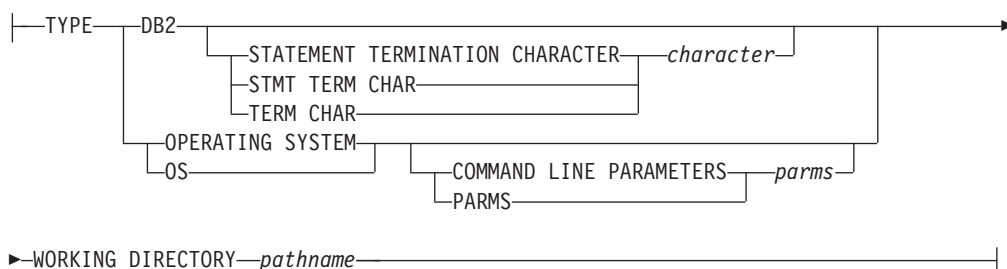 TYPE DB2
STATEMENT TERMINATION CHARACTER character
STMT TERM CHAR
TERM CHAR
OPERATING SYSTEM
OS
COMMAND LINE PARAMETERS parms
PARMS
WORKING DIRECTORY pathname